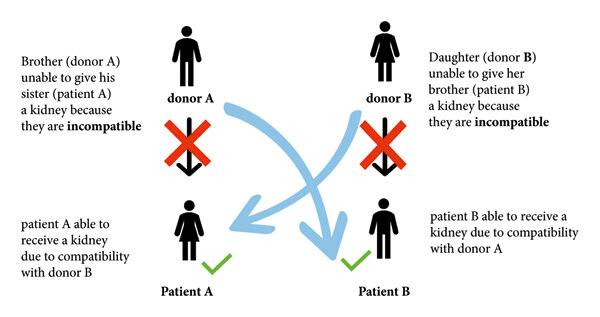 Brother (donor A)
unable to give his
sister (patient A)
a kidney because
they are incompatible
donor A
donor B
Daughter (donor B)
unable to give her
brother (patient B)
a kidney because
they are incompatible
patient A able to
receive a kidney
due to compatibility
with donor B
Patient A
Patient B
patient B able to receive a
kidney due to compatibility
with donor A